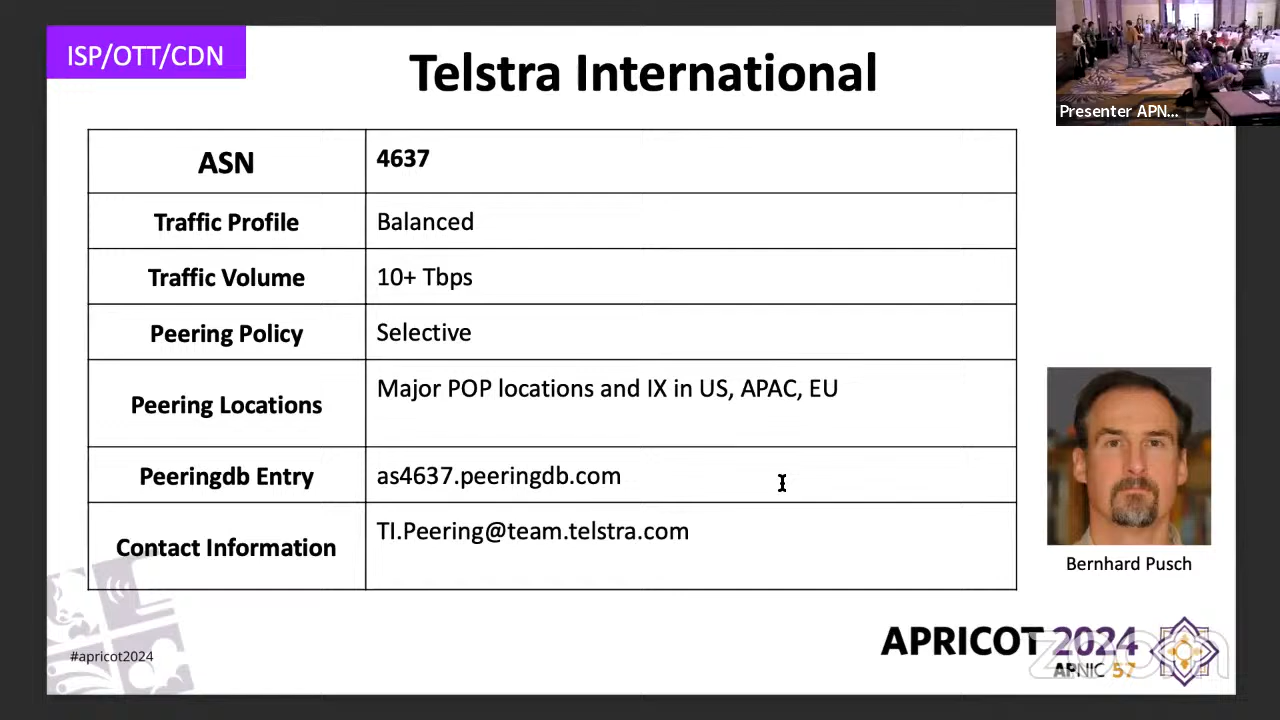 ISP/OTT/CDN
Telstra International
Presenter APN...
ASN 4637
Traffic Profile Balanced
Traffic Volume 10+ Tbps
Peering Policy Selective
Peering Locations Major POP locations and IX in US, APAC, EU
Peeringdb Entry as4637.peeringdb.com
Contact Information TI.Peering@team.telstra.com
Bernhard Pusch
#apricot2024
APRICOT 2024
APNIC 57
zoom